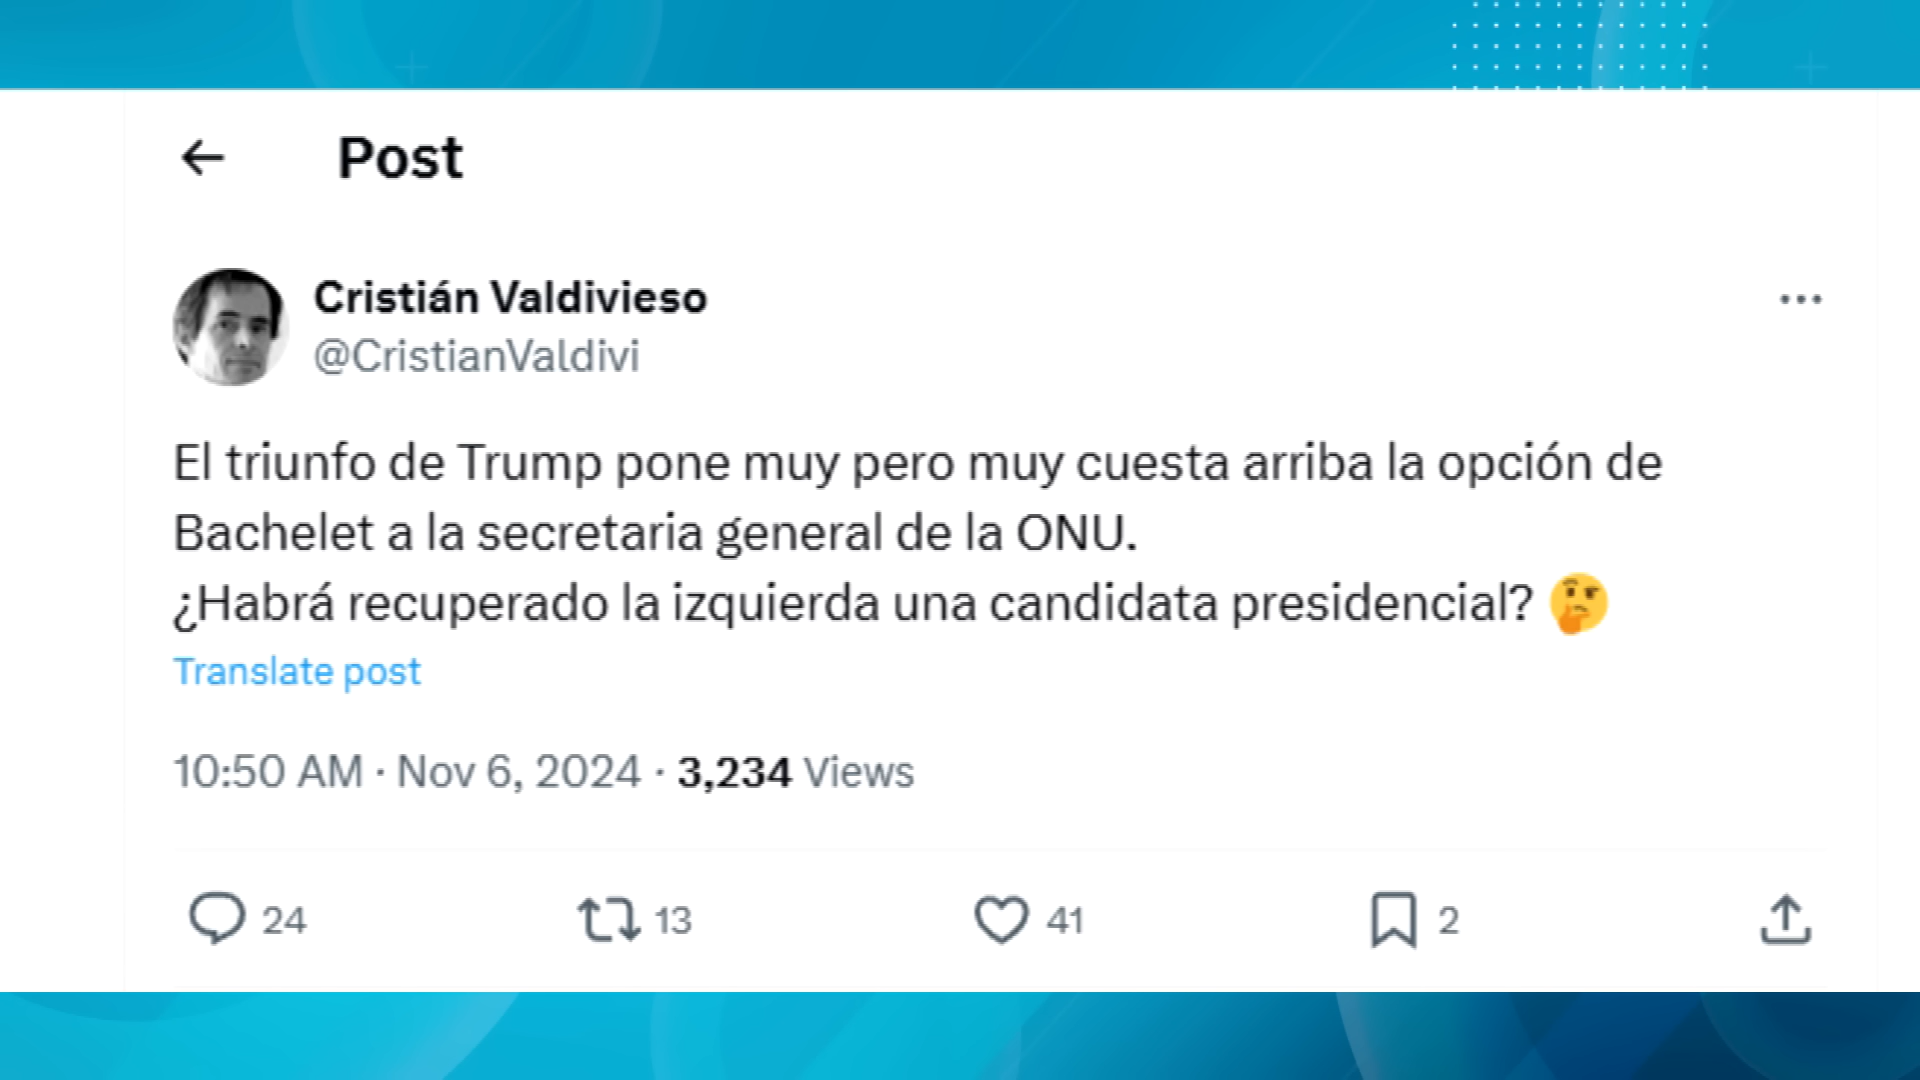 Post
Cristián Valdivieso
@CristianValdivi
El triunfo de Trump pone muy pero muy cuesta arriba la opción de
Bachelet a la secretaria general de la ONU.
¿Habrá recuperado la izquierda una candidata presidencial? 🤔
Translate post
10:50 AM · Nov 6, 2024 · 3,234 Views
24 13 41 2